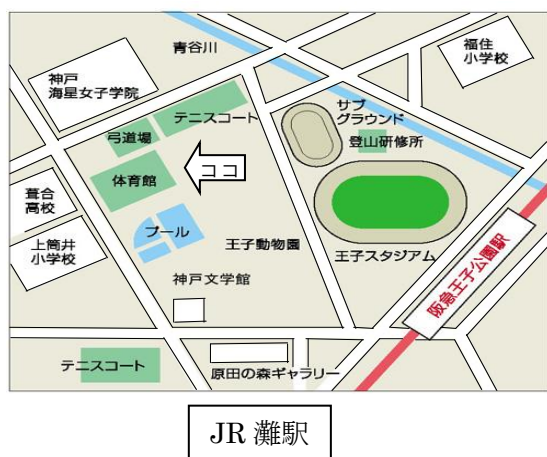 青谷川
福住
小学校
神戸
海星女子学院
テニスコート
サブ
グラウンド
弓道場
登山研修所
体育館
ココ
葺合
高校
プール
上筒井
小学校
王子動物園
王子スタジアム
阪急王子公園駅
神戸文学館
テニスコート
原田の森ギャラリー
JR 灘駅